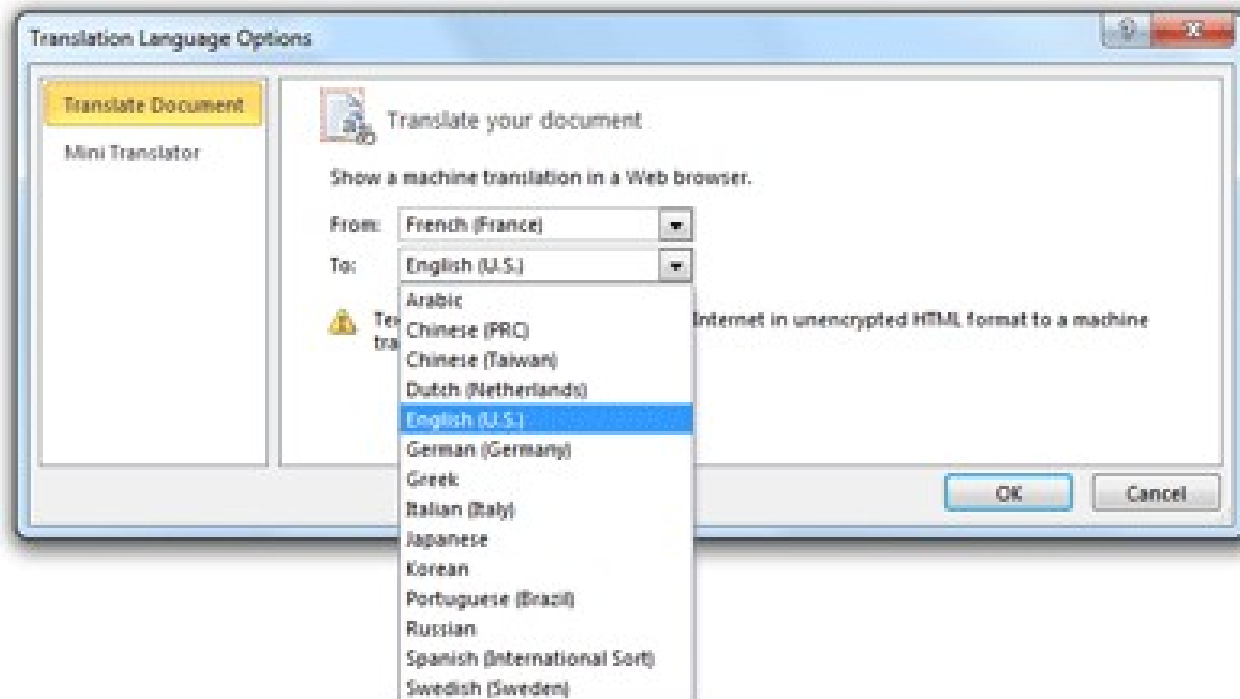 Translation Language Options
Translate Document
Mini Translator
Translate your document
Show a machine translation in a Web browser.
From: French (France)
To: English (U.S.)
Internet in unencrypted HTML format to a machine
Arabic
Chinese (PRC)
Chinese (Taiwan)
Dutch (Netherlands)
English (U.S.)
German (Germany)
Greek
Italian (Italy)
Japanese
Korean
Portuguese (Brazil)
Russian
Spanish (International Sort)
Swedish (Sweden)
OK
Cancel